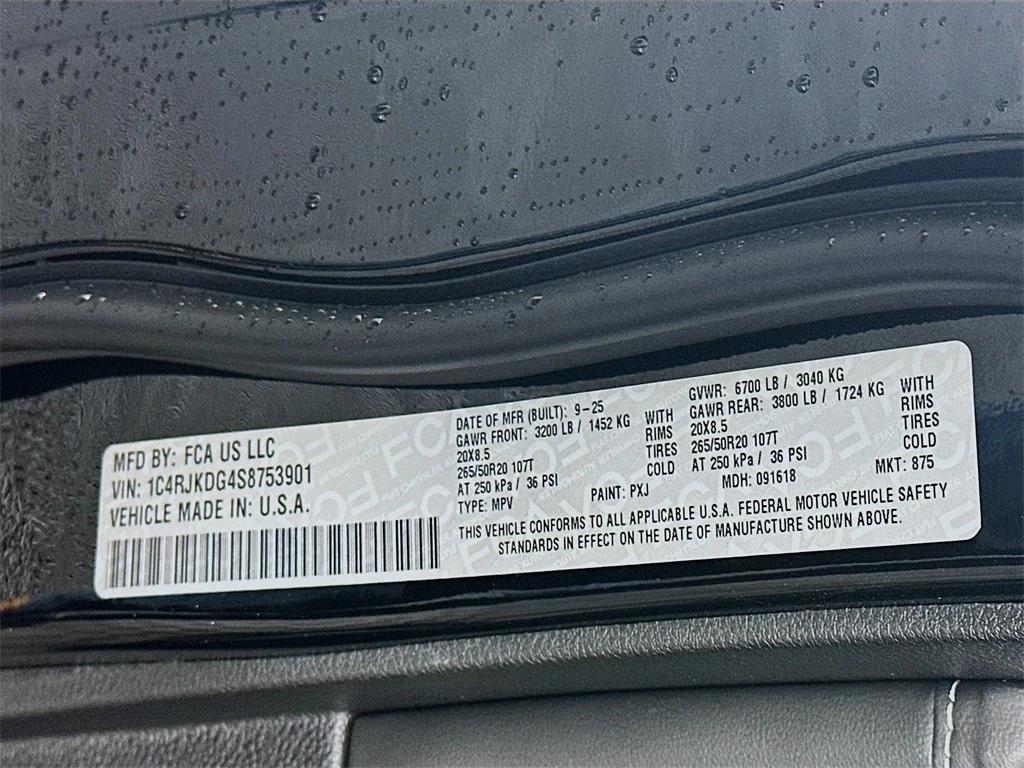 MFD BY: FCA US LLC
VIN: 1C4RJKDG4S8753901
VEHICLE MADE IN: U.S.A.
DATE OF MFR (BUILT): 9-25
GAWR FRONT: 3200 LB / 1452 KG
20X8.5
265/50R20 107T
AT 250 kPa / 36 PSI
TYPE: MPV
WITH
RIMS
TIRES
COLD
PAINT: PXJ
GVWR: 6700 LB / 3040 KG
GAWR REAR: 3800 LB / 1724 KG
20X8.5
265/50R20 107T
AT 250 kPa / 36 PSI
MDH: 091618
WITH
RIMS
TIRES
COLD
MKT: 875
THIS VEHICLE CONFORMS TO ALL APPLICABLE U.S.A. FEDERAL MOTOR VEHICLE SAFETY
STANDARDS IN EFFECT ON THE DATE OF MANUFACTURE SHOWN ABOVE.